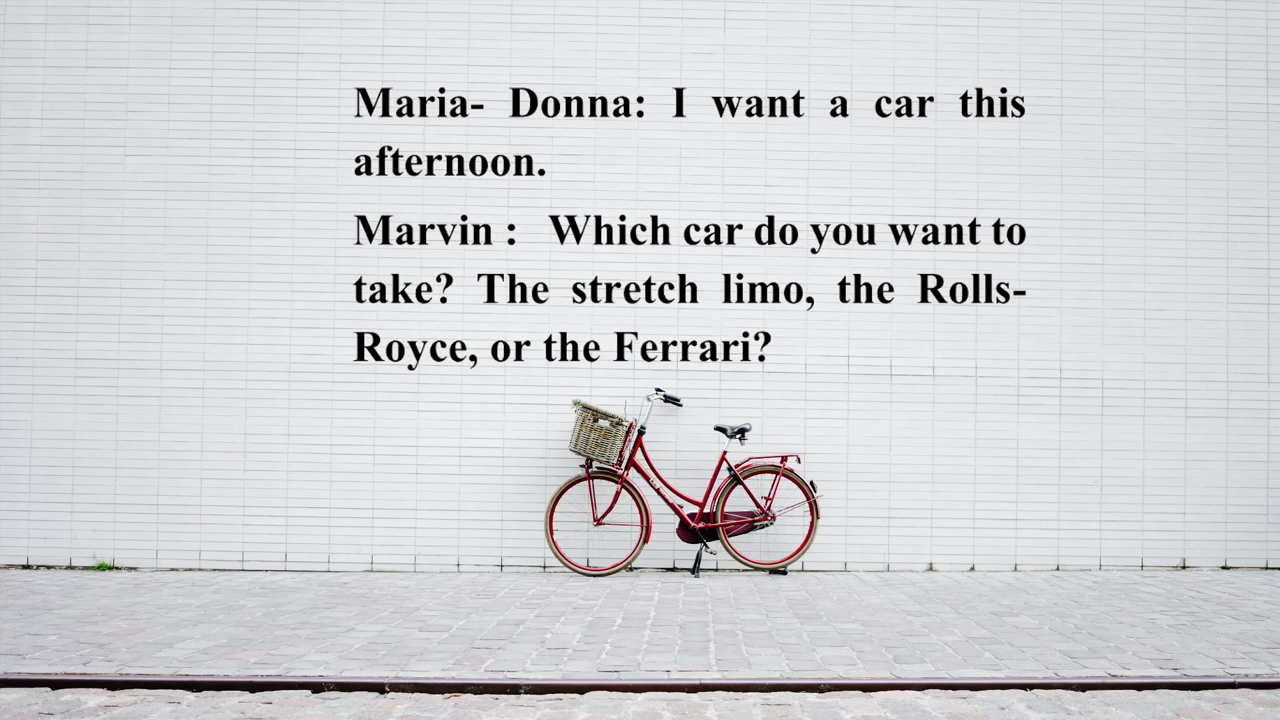 Maria- Donna: I want a car this
afternoon.
Marvin : Which car do you want to
take? The stretch limo, the Rolls-
Royce, or the Ferrari?